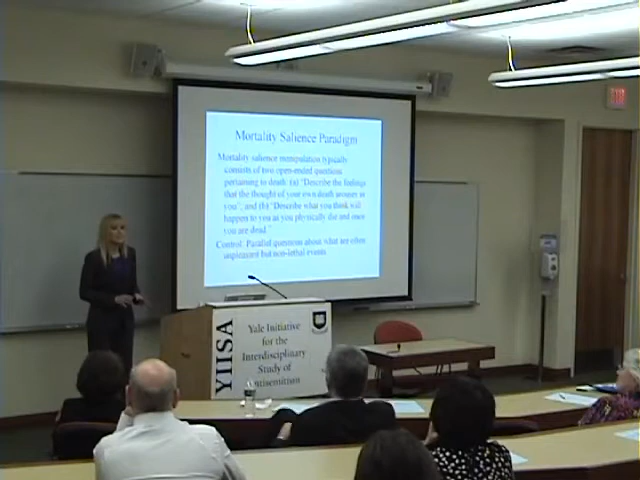 Mortality Salience Paradigm
Mortality salience manipulation typically
consists of two open-ended questions
pertaining to death: (a) "Describe the feelings
that the thought of your own death arouses in
you"; and (b) "Describe what you think will
happen to you as you physically die and once
you are dead."
Control: Parallel questions about what are often
unpleasant but non-lethal events.
YIISA
Yale Initiative
for the
Interdisciplinary
Study of
Antisemitism
EXIT